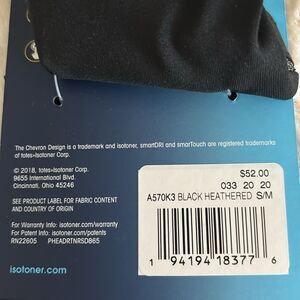 The Chevron Design is a trademark and isotoner, smartDRI and smarTouch are registered trademarks
of totes»Isotoner Corp.
© 2018, totes»Isotoner Corp.
9655 International Blvd.
Cincinnati, Ohio 45246
SEE PRODUCT LABEL FOR FABRIC CONTENT
AND COUNTRY OF ORIGIN
For Warranty Info: isotoner.com/warranty
For Patent Info: isotoner.com/patents
RN22605 PHEADRTNRSDB65
isotoner.com
$52.00
033 20 20
A570K3 BLACK HEATHERED S/M
1 94194 18377 6